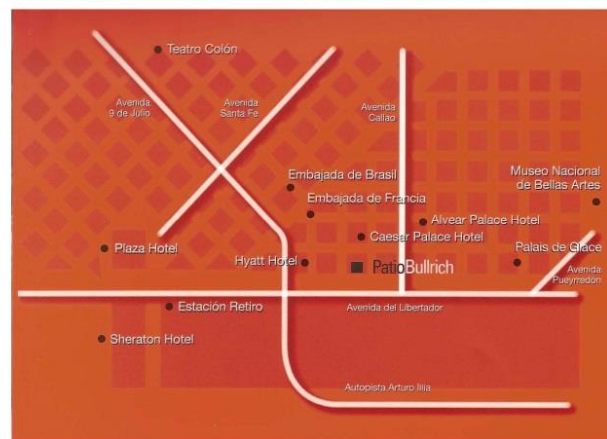 Teatro Colón
Avenida
9 de Julio
Avenida
Santa Fe
Avenida
Callao
Embajada de Brasil
Museo Nacional
de Bellas Artes
Embajada de Francia
Alvear Palace Hotel
Caesar Palace Hotel
Plaza Hotel
Hyatt Hotel
PatioBullrich
Palais de Glace
Avenida
Pueyrredón
Estación Retiro
Avenida del Libertador
Sheraton Hotel
Autopista Arturo Illia